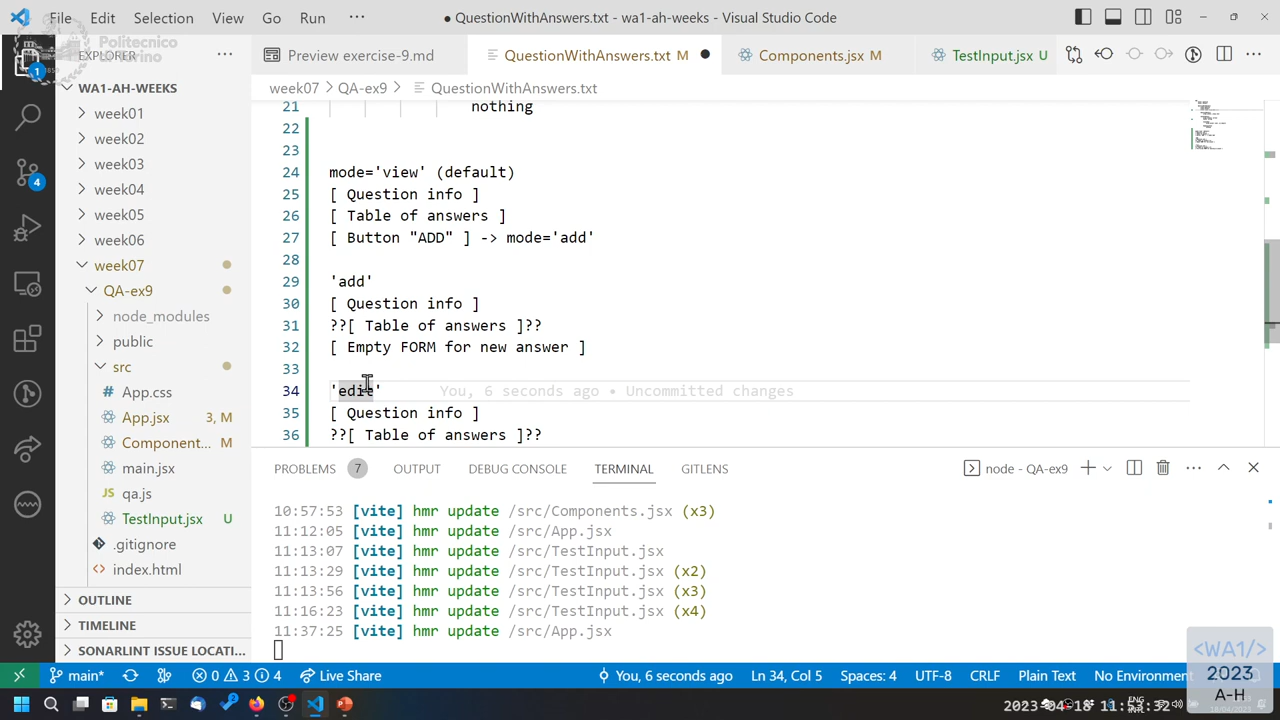 File Edit Selection View Go Run ··· ● QuestionWithAnswers.txt - wa1-ah-weeks - Visual Studio Code
Politecnico
di Torino
EXPLORER ···
Preview exercise-9.md
QuestionWithAnswers.txt M
Components.jsx M
TestInput.jsx U
week07 > QA-ex9 > QuestionWithAnswers.txt
1
4
WA1-AH-WEEKS
week01
week02
week03
week04
week05
week06
week07
QA-ex9
node_modules
public
src
App.css
App.jsx 3, M
Component... M
main.jsx
qa.js
TestInput.jsx U
.gitignore
index.html
OUTLINE
TIMELINE
SONARLINT ISSUE LOCATI...
21 nothing
22
23
24 mode='view' (default)
25 [ Question info ]
26 [ Table of answers ]
27 [ Button "ADD" ] -> mode='add'
28
29 'add'
30 [ Question info ]
31 ??[ Table of answers ]??
32 [ Empty FORM for new answer ]
33
34 'edit' You, 6 seconds ago • Uncommitted changes
35 [ Question info ]
36 ??[ Table of answers ]??
PROBLEMS 7 OUTPUT DEBUG CONSOLE TERMINAL GITLENS node - QA-ex9
10:57:53 [vite] hmr update /src/Components.jsx (x3)
11:12:05 [vite] hmr update /src/App.jsx
11:13:07 [vite] hmr update /src/TestInput.jsx
11:13:29 [vite] hmr update /src/TestInput.jsx (x2)
11:13:56 [vite] hmr update /src/TestInput.jsx (x3)
11:16:23 [vite] hmr update /src/TestInput.jsx (x4)
11:37:25 [vite] hmr update /src/App.jsx
<WA1/>
2023
A-H
main* 0 3 4 Live Share You, 6 seconds ago Ln 34, Col 5 Spaces: 4 UTF-8 CRLF Plain Text No Environment
ENG